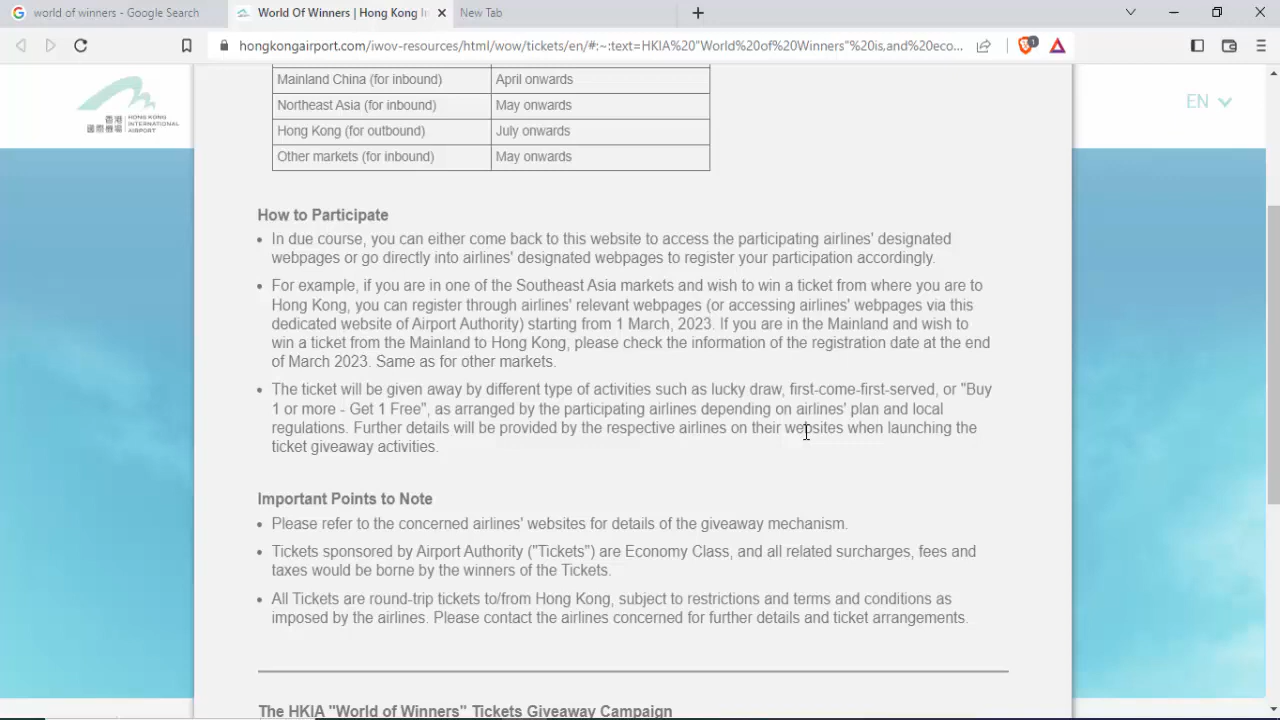 world of winners - Google Search
World Of Winners | Hong Kong In
New Tab
hongkongairport.com/iwov-resources/html/wow/tickets/en/#:~:text=HKIA%20"World%20of%20Winners"%20is,and%20eco...
1
香港
國際機場
HONG KONG
INTERNATIONAL
AIRPORT
EN
Mainland China (for inbound) April onwards
Northeast Asia (for inbound) May onwards
Hong Kong (for outbound) July onwards
Other markets (for inbound) May onwards
How to Participate
• In due course, you can either come back to this website to access the participating airlines' designated
webpages or go directly into airlines' designated webpages to register your participation accordingly.
• For example, if you are in one of the Southeast Asia markets and wish to win a ticket from where you are to
Hong Kong, you can register through airlines' relevant webpages (or accessing airlines' webpages via this
dedicated website of Airport Authority) starting from 1 March, 2023. If you are in the Mainland and wish to
win a ticket from the Mainland to Hong Kong, please check the information of the registration date at the end
of March 2023. Same as for other markets.
• The ticket will be given away by different type of activities such as lucky draw, first-come-first-served, or "Buy
1 or more - Get 1 Free", as arranged by the participating airlines depending on airlines' plan and local
regulations. Further details will be provided by the respective airlines on their websites when launching the
ticket giveaway activities.
Important Points to Note
• Please refer to the concerned airlines' websites for details of the giveaway mechanism.
• Tickets sponsored by Airport Authority ("Tickets") are Economy Class, and all related surcharges, fees and
taxes would be borne by the winners of the Tickets.
• All Tickets are round-trip tickets to/from Hong Kong, subject to restrictions and terms and conditions as
imposed by the airlines. Please contact the airlines concerned for further details and ticket arrangements.
The HKIA "World of Winners" Tickets Giveaway Campaign